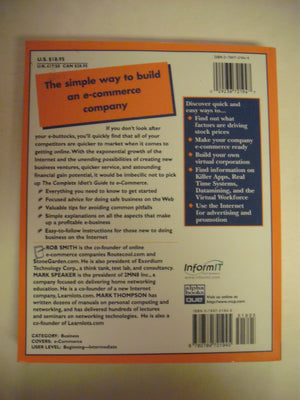 U.S. $18.95
The simple way to build
an e-commerce
company
If you don't look after
your e-buttocks, you'll quickly find that all of your
competitors are quicker to market when it comes to
getting online. With the exponential growth of the
Internet and the unending possibilities of creating new
business ventures, quicker service, and astounding
financial gain potential, it would be imbecilic not to pick
up The Complete Idiot's Guide to e-Commerce.
Everything you need to know to get started
Focused advice for doing safe business on the Web
Valuable tips for avoiding common pitfalls
Simple explanations on all the aspects that make
up a profitable e-business
Easy-to-follow instructions for those new to doing
business on the Internet
ROB SMITH is the co-founder of online
e-commerce companies Routecool.com and
StoneGarden.com. He is also president of Exordium
Technology Corp., a think tank, test lab, and consultancy.
MARK SPEAKER is president of IMNB Inc., a
company focused on delivering home networking
education. He is a co-founder of a new Internet
company, Learnlots.com. MARK THOMPSON has
written dozens of manuals on personal computing and
networking, and has delivered hundreds of lectures
and seminars on networking technologies. He is also a
co-founder of Learnlots.com
CATEGORY: Business
COVERS: e-Commerce
USER LEVEL: Beginning—Intermediate
Discover quick and
easy ways to...
Find out what
factors are driving
stock prices
Make your company
e-commerce ready
Build your own
virtual corporation
Find information on
Killer Apps, Real
Time Systems,
Datamining, and the
Virtual Workforce
Use the Internet
for advertising and
promotion
InformIT
alpha
books
que
Visit us online at:
http://www.mcp.com